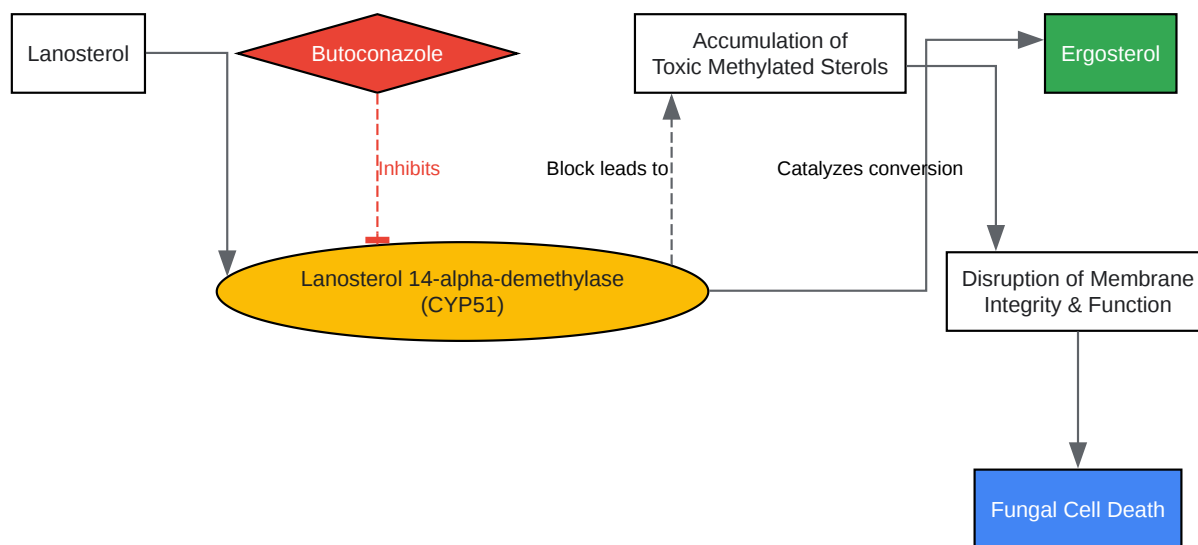 Lanosterol
Butoconazole
Accumulation of
Toxic Methylated Sterols
Ergosterol
Inhibits
Block leads to
Catalyzes conversion
Lanosterol 14-alpha-demethylase
(CYP51)
Disruption of Membrane
Integrity & Function
Fungal Cell Death